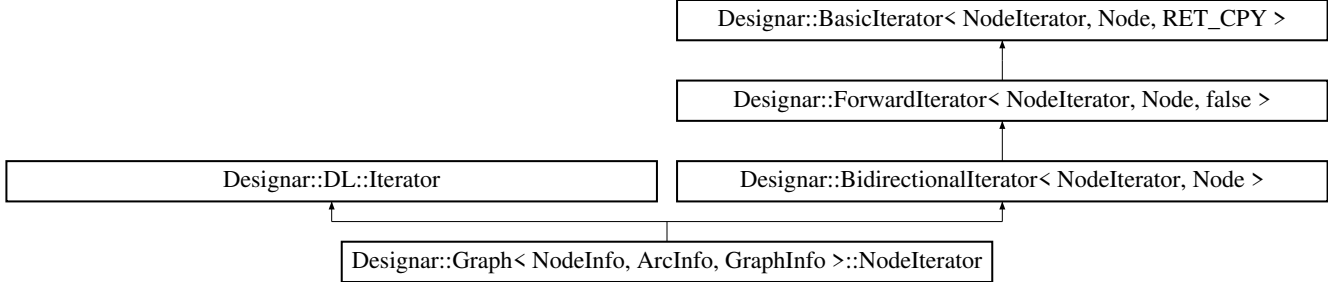 Designar::BasicIterator< NodeIterator, Node, RET_CPY >
Designar::ForwardIterator< NodeIterator, Node, false >
Designar::DL::Iterator
Designar::BidirectionalIterator< NodeIterator, Node >
Designar::Graph< NodeInfo, ArcInfo, GraphInfo >::NodeIterator